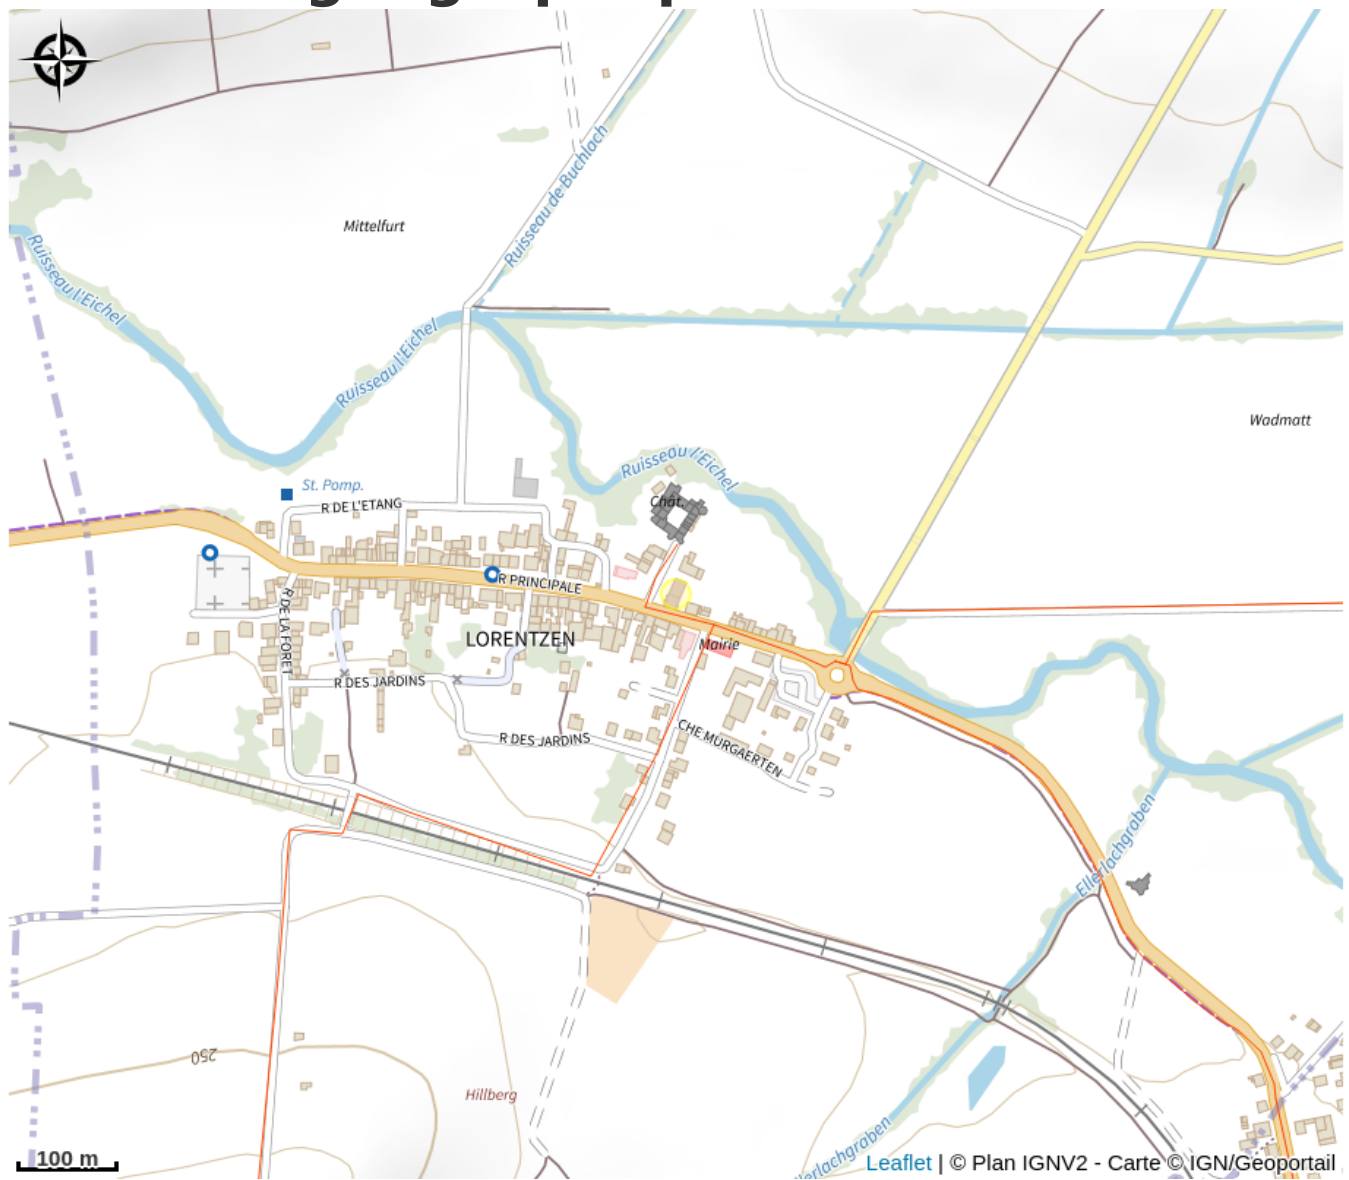 Ruisseau de Buchlach
Mittelfurt
Ruisseau l'Eichel
Ruisseau l'Eichel
Wadmatt
Ruisseau l'Eichel
St. Pomp.
R DE L'ETANG
Chât.
R PRINCIPALE
R DE LA FORET
LORENTZEN
Mairie
R DES JARDINS
CHE MURGAERTEN
R DES JARDINS
Ellerlachgraben
250
Hillberg
Ellerlachgraben
100 m
Leaflet | © Plan IGNV2 - Carte © IGN/Geoportail